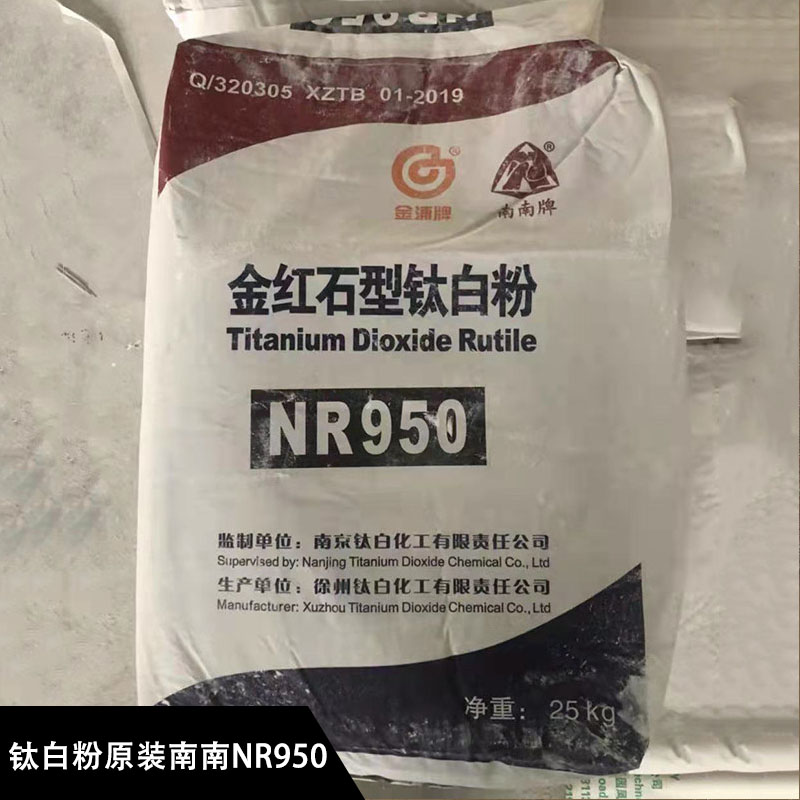 NR950
Q/320305 XZTB 01-2019
金浦牌
南南牌
金红石型钛白粉
Titanium Dioxide Rutile
NR950
监制单位：南京钛白化工有限责任公司
Supervised by: Nanjing Titanium Dioxide Chemical Co., Ltd
生产单位：徐州钛白化工有限责任公司
Manufacturer: Xuzhou Titanium Dioxide Chemical Co., Ltd
净重：25kg
钛白粉原装南南NR950